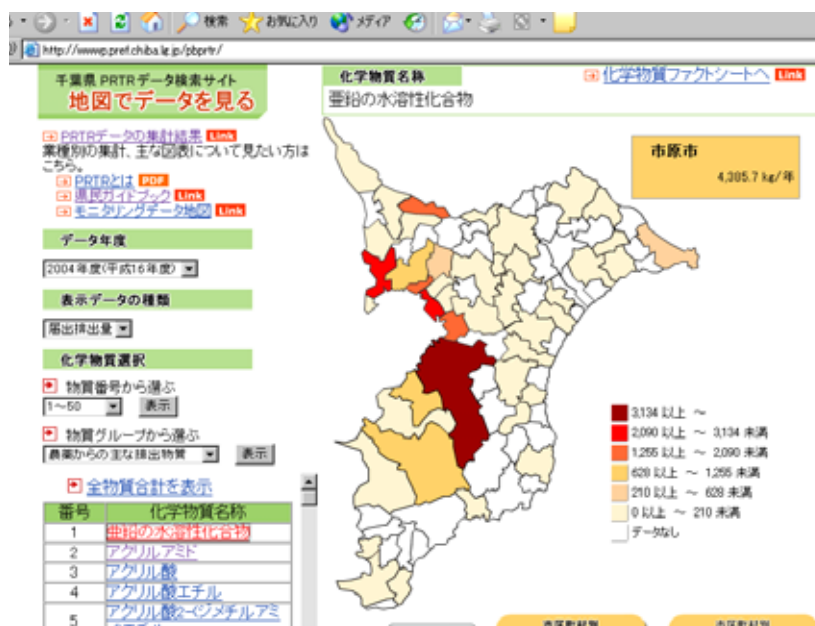 検索
お気に入り
メディア
http://wwwp.pref.chiba.lg.jp/pbprtr/
千葉県 PRTRデータ検索サイト
地図でデータを見る
PRTRデータの集計結果 Link
業種別の集計、主な図表について見たい方は
こちら。
PRTRとは PDF
県民ガイドブック Link
モニタリングデータ地図 Link
データ年度
2004年度(平成16年度)
表示データの種類
届出排出量
化学物質選択
物質番号から選ぶ
1～50 表示
物質グループから選ぶ
農薬からの主な排出物質 表示
全物質合計を表示
番号 化学物質名称
1 亜鉛の水溶性化合物
2 アクリルアミド
3 アクリル酸
4 アクリル酸エチル
5 アクリル酸2-(ジメチルアミ
化学物質名称
化学物質ファクトシートへ Link
亜鉛の水溶性化合物
市原市
4,385.7 kg/年
3,134 以上 ～
2,090 以上 ～ 3,134 未満
1,255 以上 ～ 2,090 未満
628 以上 ～ 1,255 未満
210 以上 ～ 628 未満
0 以上 ～ 210 未満
データなし